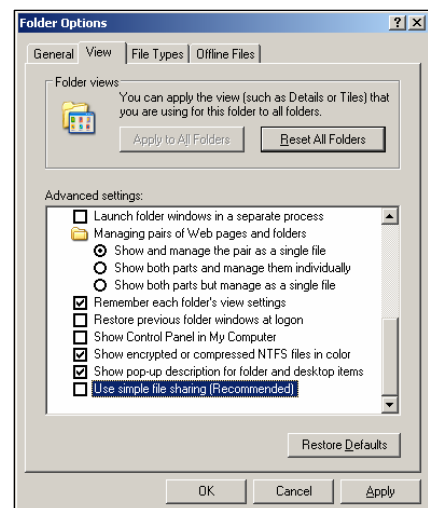 Folder Options
General View File Types Offline Files
Folder views
You can apply the view (such as Details or Tiles) that
you are using for this folder to all folders.
Apply to All Folders Reset All Folders
Advanced settings:
Launch folder windows in a separate process
Managing pairs of Web pages and folders
Show and manage the pair as a single file
Show both parts and manage them individually
Show both parts but manage as a single file
Remember each folder's view settings
Restore previous folder windows at logon
Show Control Panel in My Computer
Show encrypted or compressed NTFS files in color
Show pop-up description for folder and desktop items
Use simple file sharing (Recommended)
Restore Defaults
OK Cancel Apply